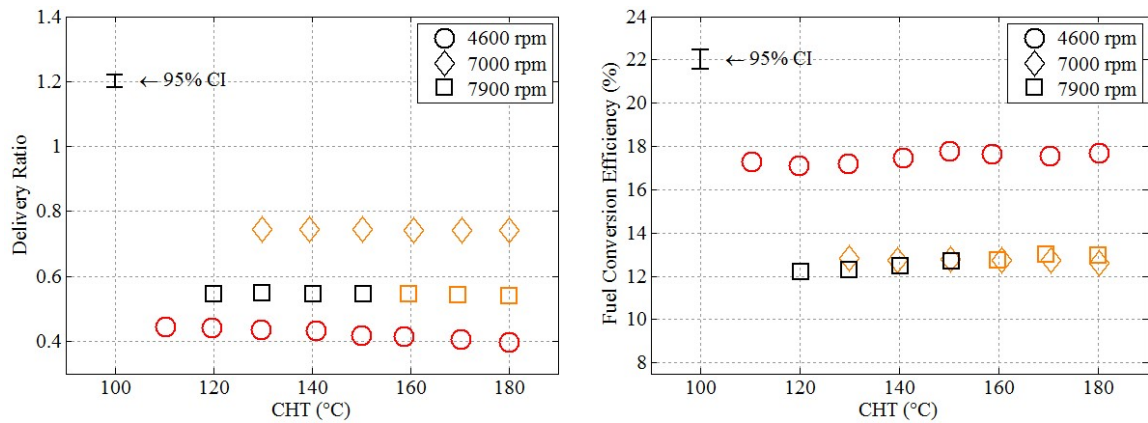 1.4
1.2
1
0.8
0.6
0.4
Delivery Ratio
← 95% CI
4600 rpm
7000 rpm
7900 rpm
100 120 140 160 180
CHT (°C)
24
22
20
18
16
14
12
10
8
Fuel Conversion Efficiency (%)
← 95% CI
4600 rpm
7000 rpm
7900 rpm
100 120 140 160 180
CHT (°C)